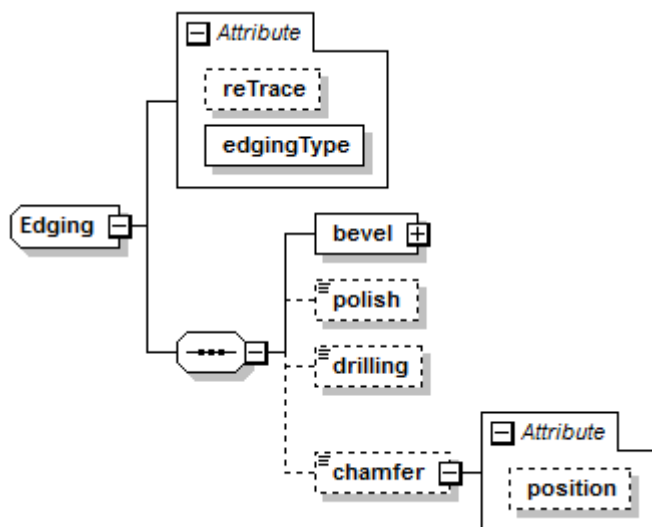 Attribute
reTrace
edgingType
Edging
bevel
polish
drilling
chamfer
Attribute
position